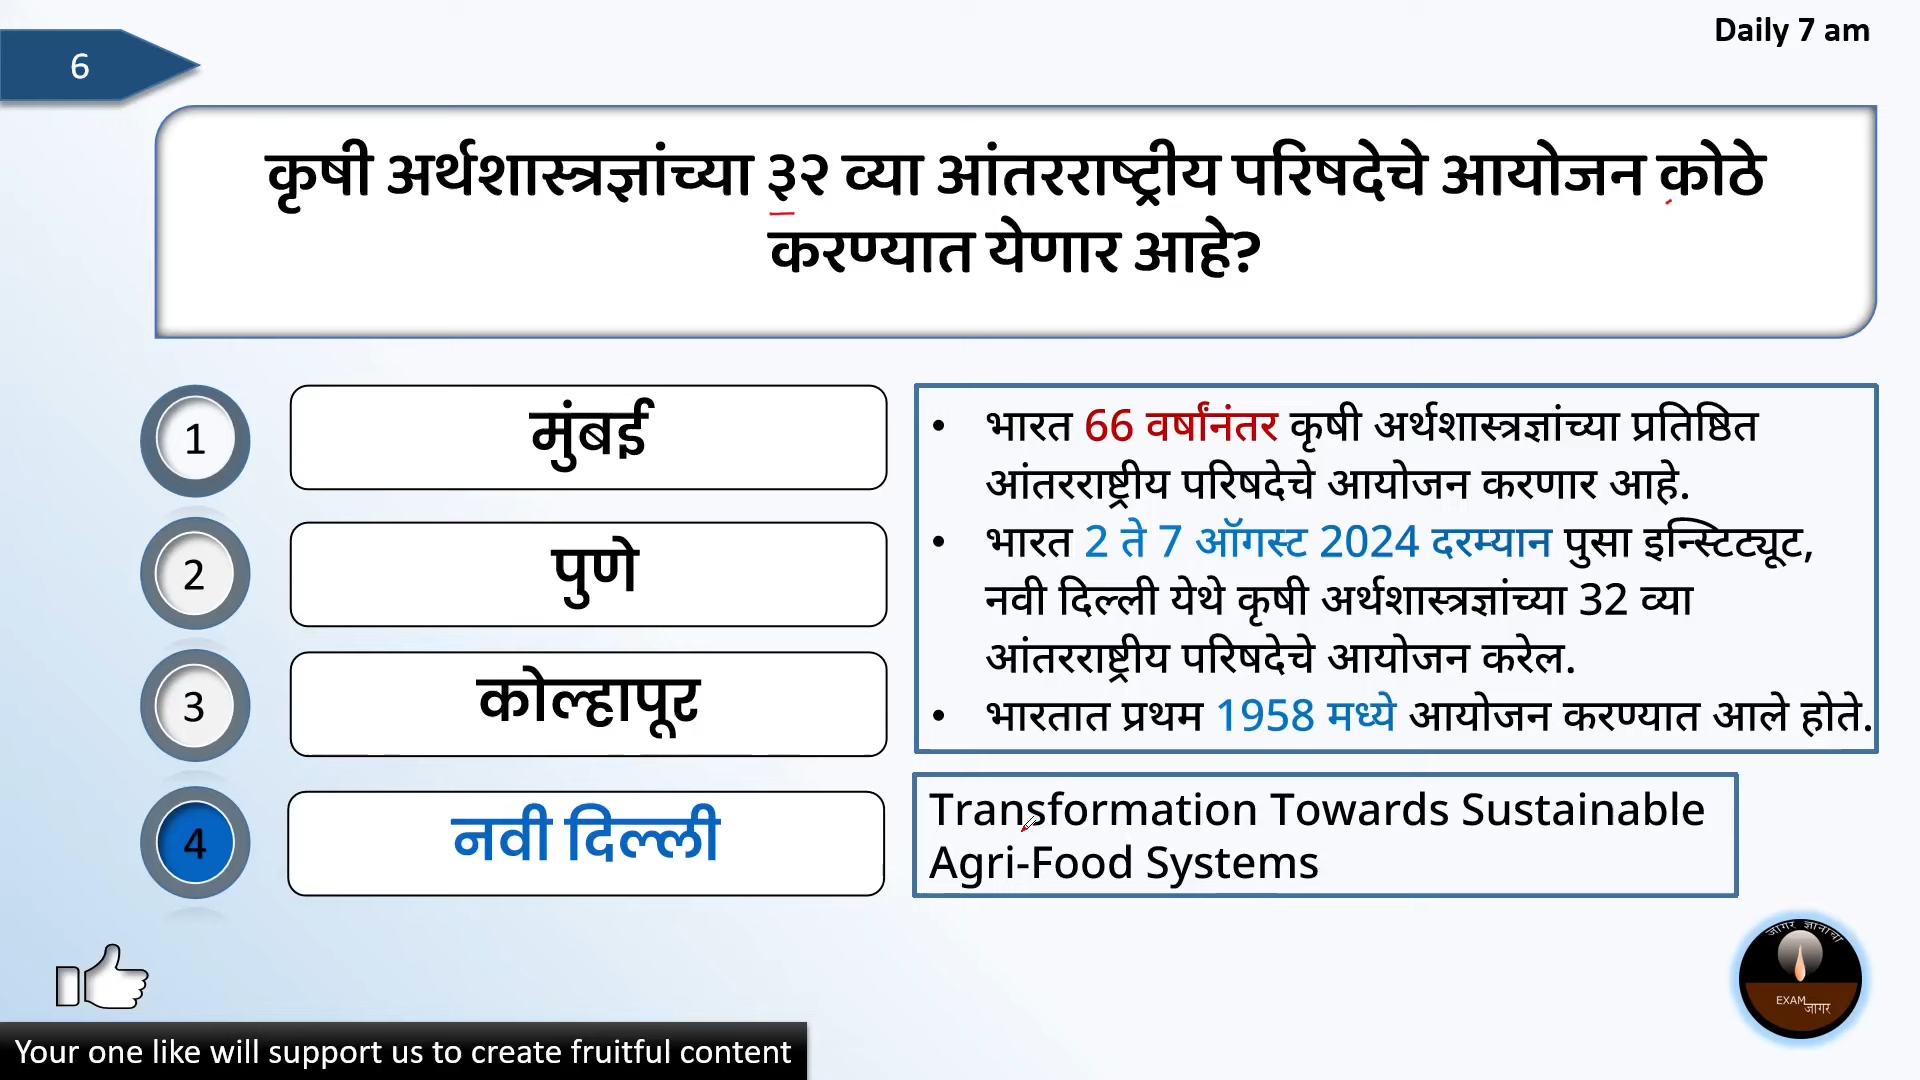 Daily 7 am
6
कृषी अर्थशास्त्रज्ञांच्या ३२ व्या आंतरराष्ट्रीय परिषदेचे आयोजन कोठे
करण्यात येणार आहे?
1
मुंबई
2
पुणे
3
कोल्हापूर
4
नवी दिल्ली
• भारत 66 वर्षांनंतर कृषी अर्थशास्त्रज्ञांच्या प्रतिष्ठित
आंतरराष्ट्रीय परिषदेचे आयोजन करणार आहे.
• भारत 2 ते 7 ऑगस्ट 2024 दरम्यान पुसा इन्स्टिट्यूट,
नवी दिल्ली येथे कृषी अर्थशास्त्रज्ञांच्या 32 व्या
आंतरराष्ट्रीय परिषदेचे आयोजन करेल.
• भारतात प्रथम 1958 मध्ये आयोजन करण्यात आले होते.
Transformation Towards Sustainable
Agri-Food Systems
जागर ज्ञानाचा
EXAM
जागर
Your one like will support us to create fruitful content